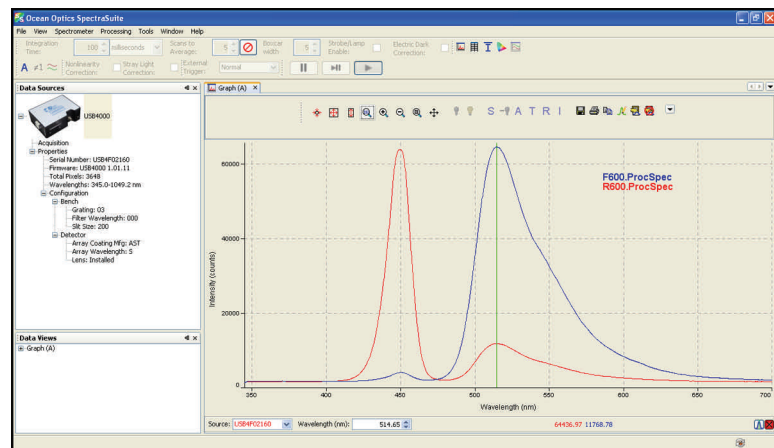 Ocean Optics SpectraSuite
File View Spectrometer Processing Tools Window Help
Integration Time: 100 milliseconds Scans to Average: 5 Boxcar width: 5 Strobe/Lamp Enable: Electric Dark Correction:
A ≠1 ≈ Nonlinearity Correction: Stray Light Correction: External Trigger: Normal
Data Sources
USB4000
Acquisition
Properties
Serial Number: USB4F02160
Firmware: USB4000 1.01.11
Total Pixels: 3648
Wavelengths: 345.0-1049.2 nm
Configuration
Bench
Grating: 03
Filter Wavelength: 000
Slit Size: 200
Detector
Array Coating Mfg: AST
Array Wavelength: S
Lens: Installed
Data Views
Graph (A)
Graph (A)
S A T R I
60000
40000
20000
0
Intensity (counts)
F600.ProcSpec
R600.ProcSpec
350 400 450 500 550 600 650 700
Wavelength (nm)
Source: USB4F02160 Wavelength (nm): 514.65 64436.97 11768.78